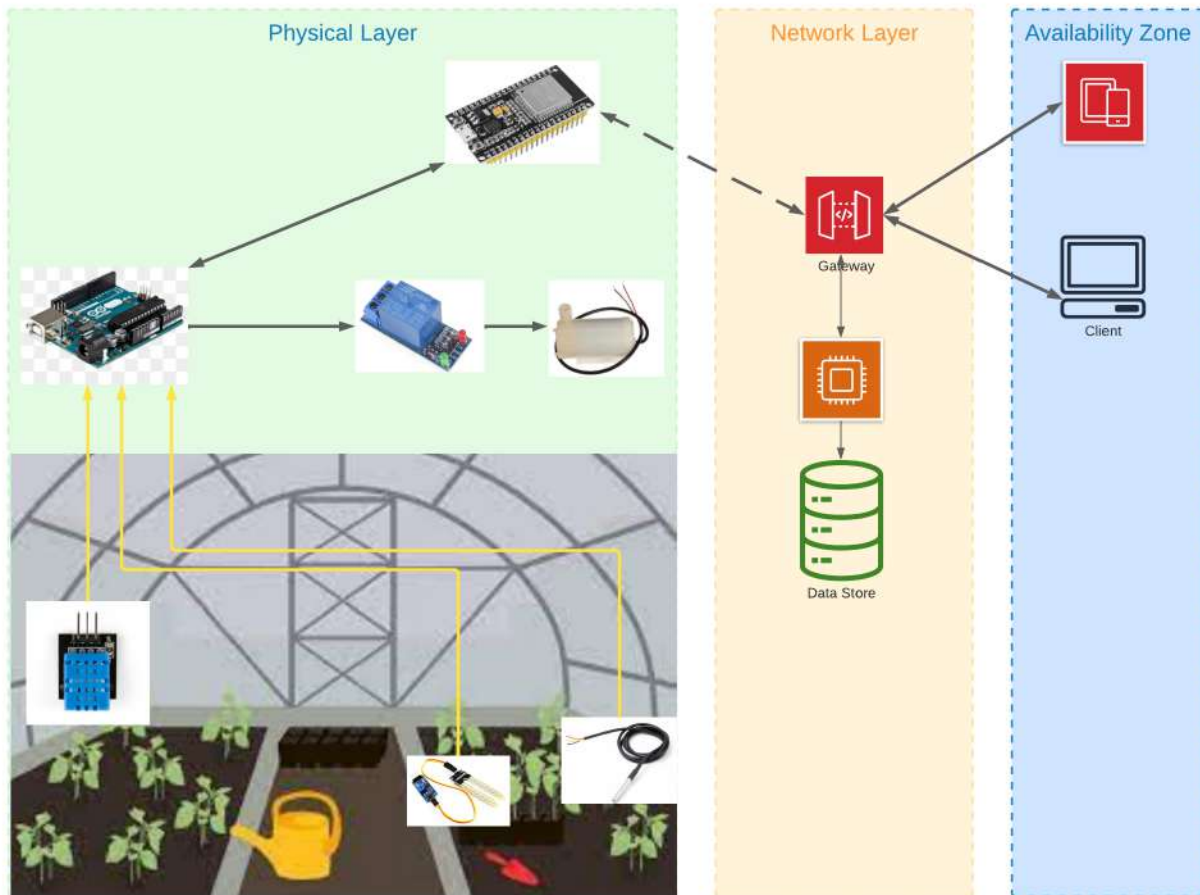 Physical Layer
Network Layer
Availability Zone
Gateway
Client
Data Store